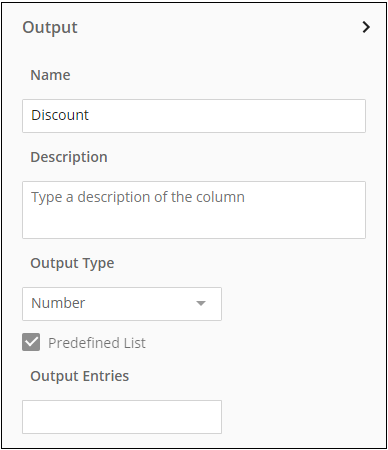 Output
Name
Discount
Description
Type a description of the column
Output Type
Number
Predefined List
Output Entries